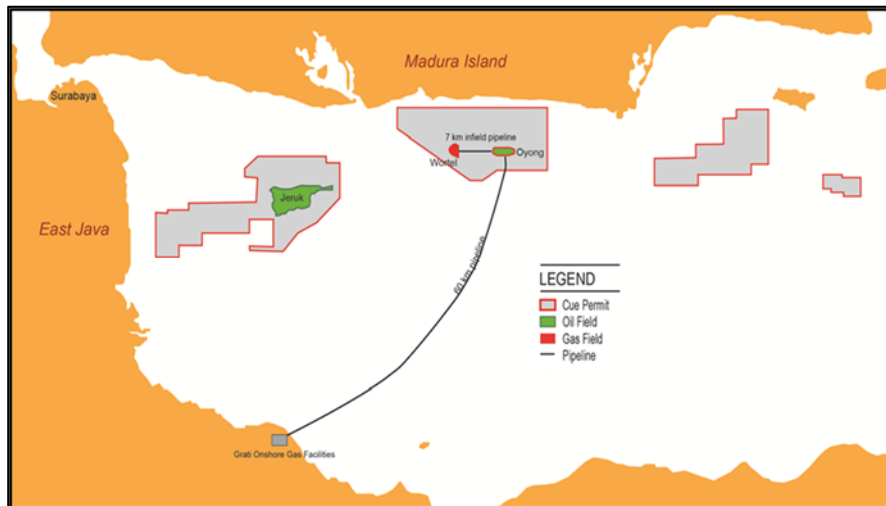 Madura Island
Surabaya
7 km infield pipeline
Oyong
Wortel
Jeruk
East Java
60 km pipeline
LEGEND
Cue Permit
Oil Field
Gas Field
Pipeline
Grati Onshore Gas Facilities